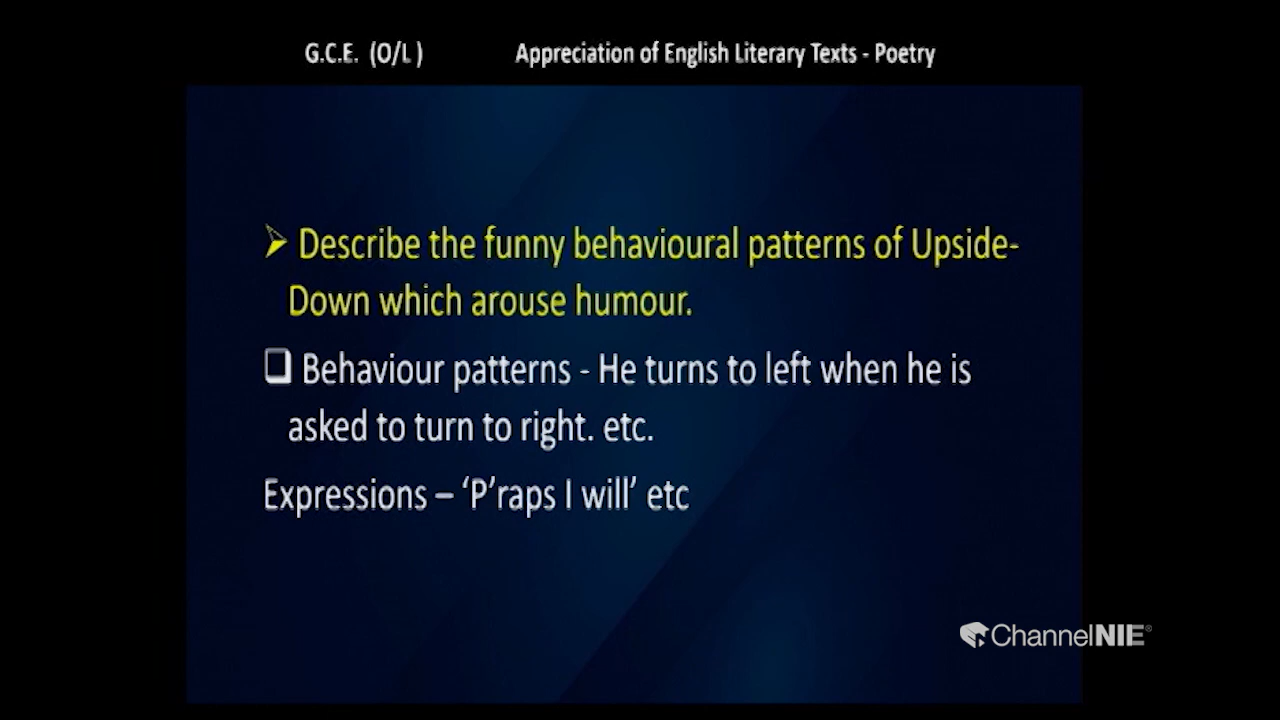 G.C.E. (O/L ) Appreciation of English Literary Texts - Poetry
➢ Describe the funny behavioural patterns of Upside-
Down which arouse humour.
❑ Behaviour patterns - He turns to left when he is
asked to turn to right. etc.
Expressions – ‘P’raps I will’ etc
ChannelNIE®